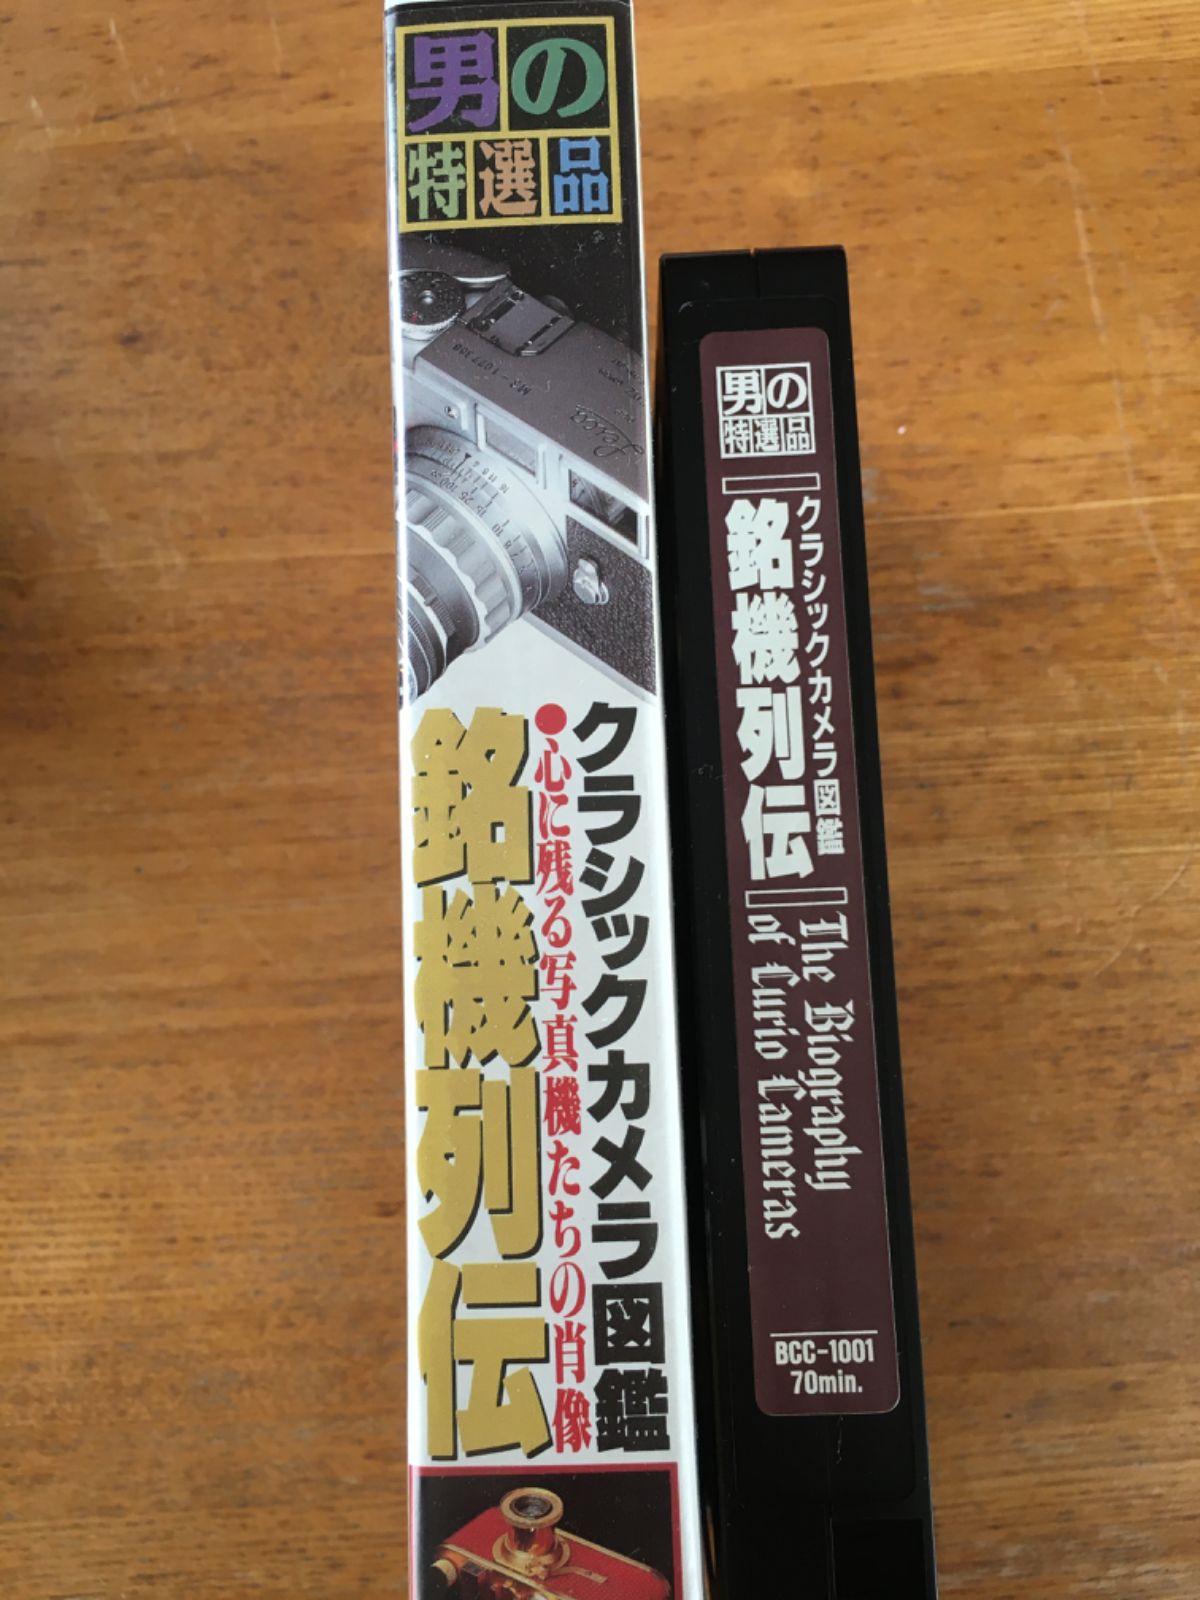 男の
特選品
M2-1077388
Leica
クラシックカメラ図鑑
●心に残る写真機たちの肖像
銘機列伝
男の
特選品
クラシックカメラ図鑑
銘機列伝
The Biography
of Curio Cameras
BCC-1001
70min.